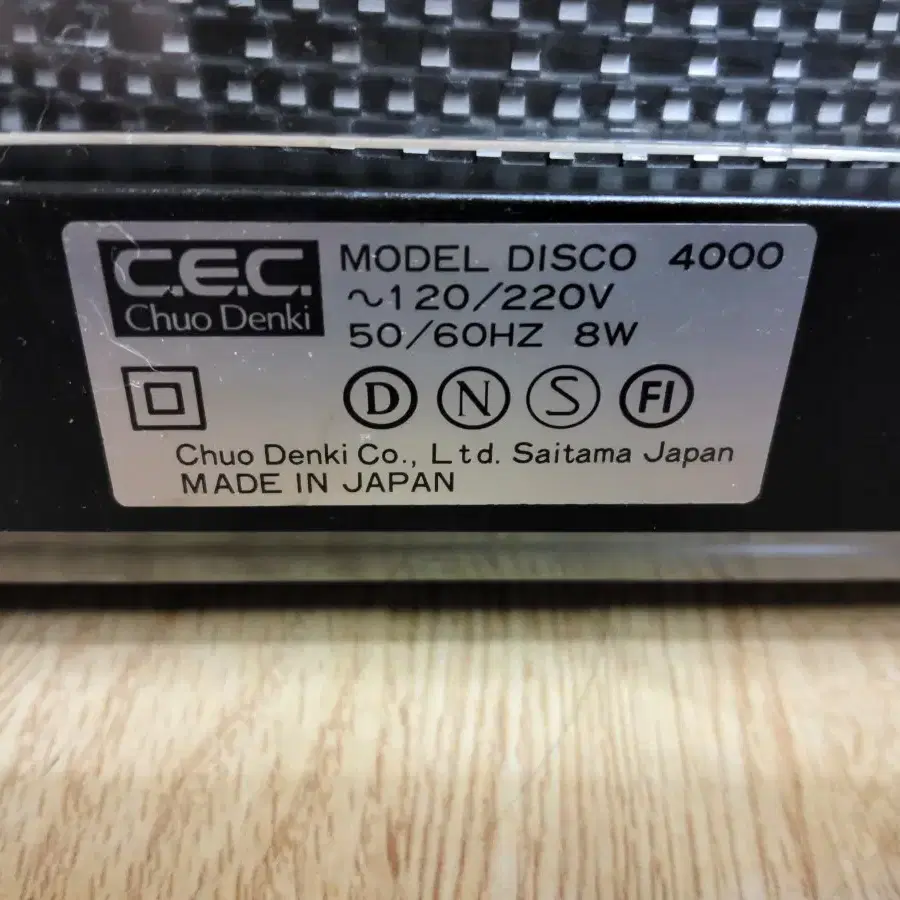 C.E.C.
Chuo Denki
MODEL DISCO 4000
~120/220V
50/60HZ 8W
D N S FI
Chuo Denki Co., Ltd. Saitama Japan
MADE IN JAPAN